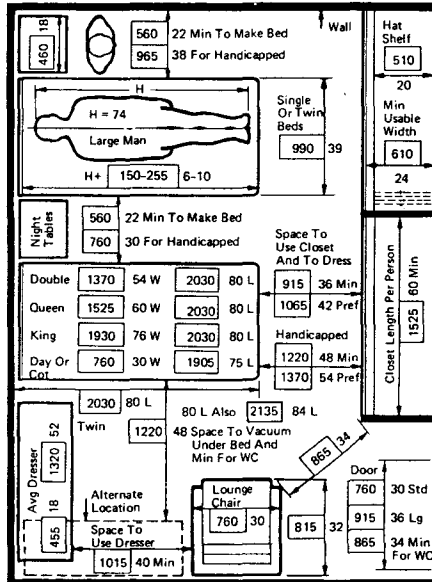 18
460
560 22 Min To Make Bed
965 38 For Handicapped
Wall
Hat
Shelf
510
20
Min
Usable
Width
610
24
H
H = 74
Large Man
H+ 150-255 6-10
Single
Or Twin
Beds
990 39
Night
Tables
560 22 Min To Make Bed
760 30 For Handicapped
Space To
Use Closet
And To Dress
915 36 Min
1065 42 Pref
Handicapped
1220 48 Min
1370 54 Pref
Closet Length Per Person
1525 60 Min
Double 1370 54 W 2030 80 L
Queen 1525 60 W 2030 80 L
King 1930 76 W 2030 80 L
Day Or
Cot 760 30 W 1905 75 L
2030 80 L
Twin
80 L Also 2135 84 L
1220 48 Space To Vacuum
Under Bed And
Min For WC
865 34
Avg Dresser
1320 52
455 18
Alternate
Location
Space To
Use Dresser
1015 40 Min
Lounge
Chair
760 30
815 32
Door
760 30 Std
915 36 Lg
865 34 Min
For WC